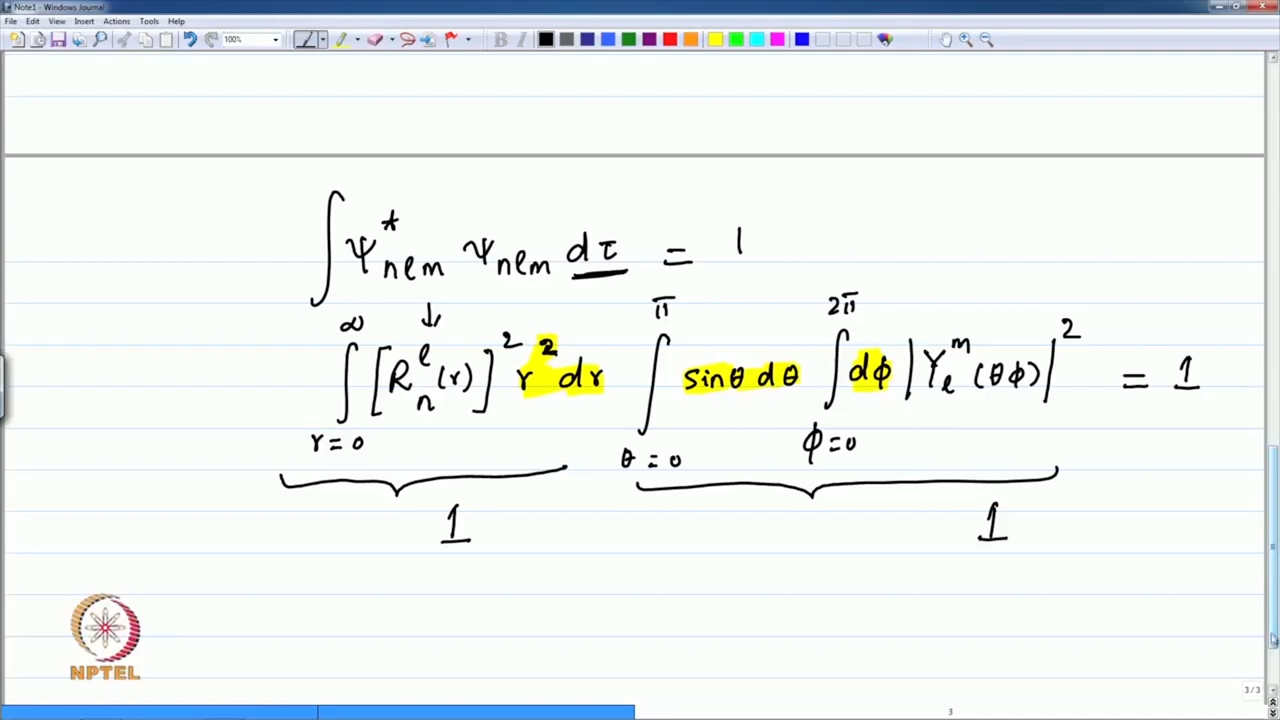 Note1 - Windows Journal
File Edit View Insert Actions Tools Help
100%
∫ ψ*nℓm ψnℓm dτ = 1
↓
∞ π 2π
∫ [Rₙˡ(r)]² r² dr ∫ sinθ dθ ∫ dφ |Yₗᵐ(θφ)|² = 1
r = 0 θ = 0 φ = 0
1 1
NPTEL
3/3
3